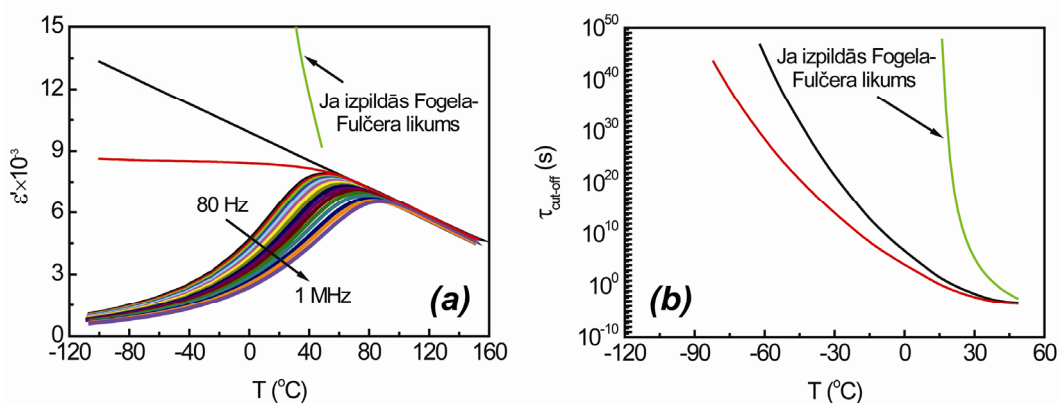 15
12
9
6
3
0
ε'×10⁻³
Ja izpildās Fogela-
Fulčera likums
80 Hz
1 MHz
(a)
-120
-80
-40
0
40
80
120
160
T (°C)
10⁵⁰
10⁴⁰
10³⁰
10²⁰
10¹⁰
10⁰
10⁻¹⁰
τcut-off (s)
Ja izpildās Fogela-
Fulčera likums
(b)
-120
-90
-60
-30
0
30
60
T (°C)